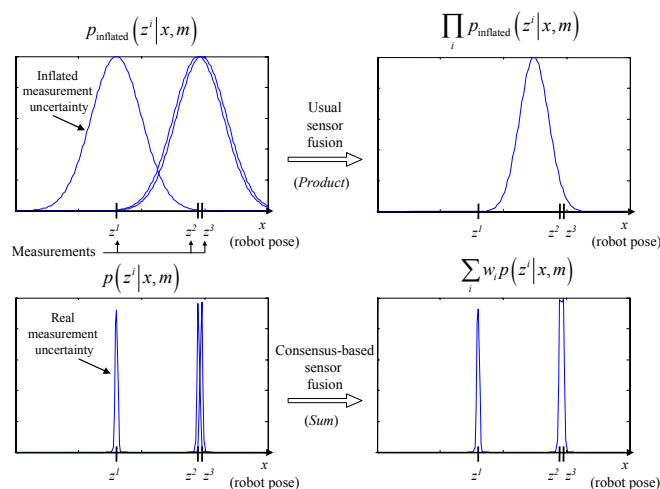 p_inflated(z^i|x,m)
∏_i p_inflated(z^i|x,m)
Inflated
measurement
uncertainty
Usual
sensor
fusion
(Product)
z^1
z^2
z^3
x
(robot pose)
z^1
z^2
z^3
x
(robot pose)
Measurements
p(z^i|x,m)
∑_i w_i p(z^i|x,m)
Real
measurement
uncertainty
Consensus-based
sensor
fusion
(Sum)
z^1
z^2
z^3
x
(robot pose)
z^1
z^2
z^3
x
(robot pose)